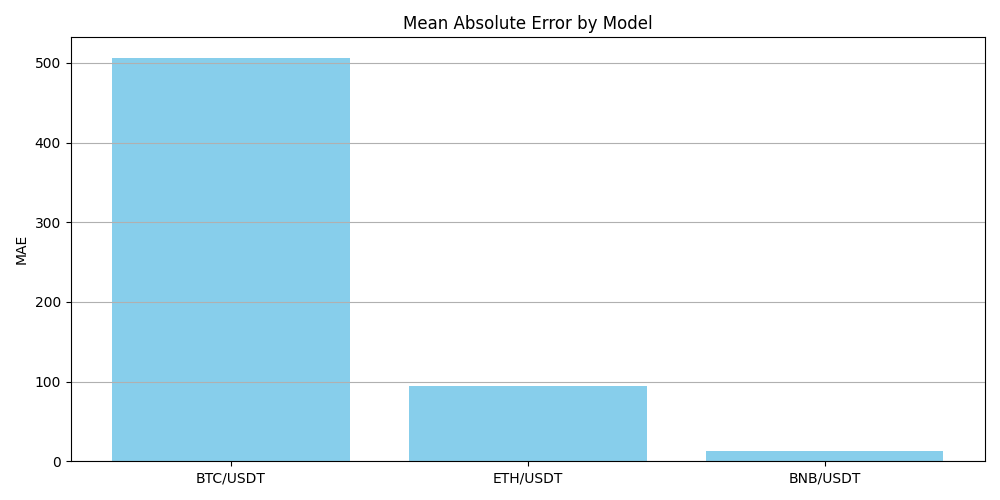 Mean Absolute Error by Model
MAE
500
400
300
200
100
0
BTC/USDT
ETH/USDT
BNB/USDT